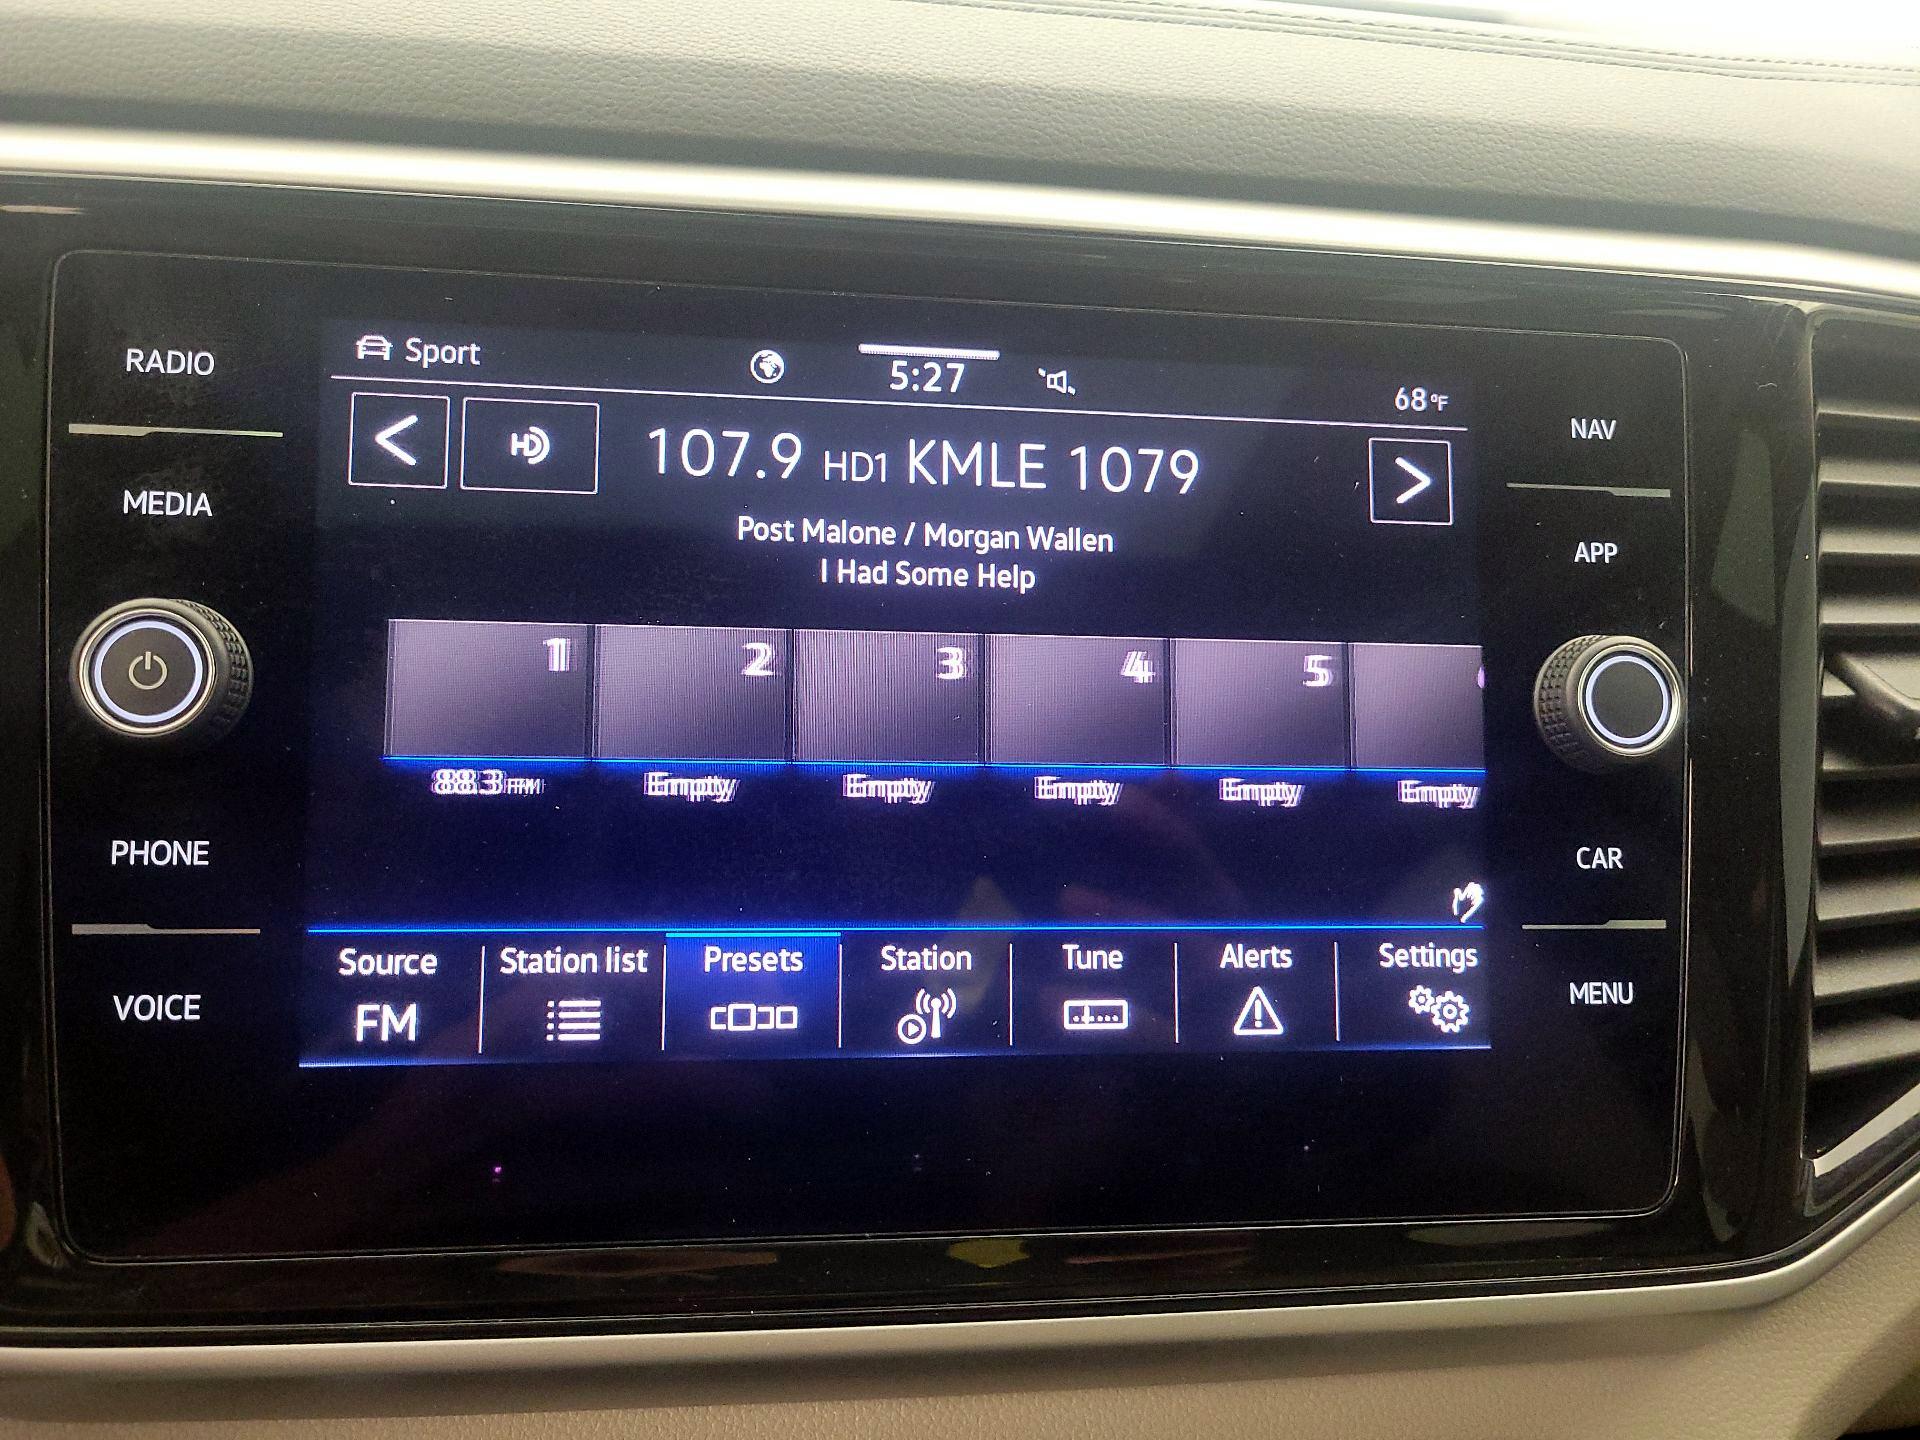 RADIO
MEDIA
PHONE
VOICE
Sport
5:27
68°F
HD
107.9 HD1 KMLE 1079
Post Malone / Morgan Wallen
I Had Some Help
1 2 3 4 5
88.3 FM Empty Empty Empty Empty Empty
Source Station list Presets Station Tune Alerts Settings
FM
NAV
APP
CAR
MENU